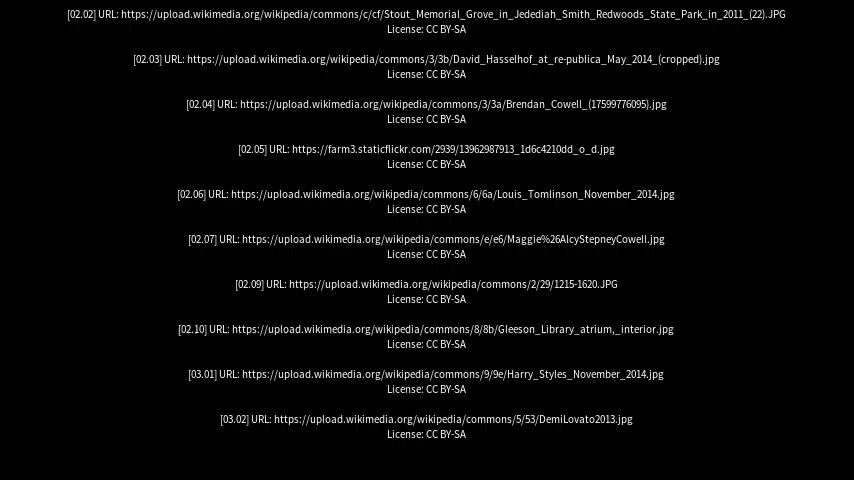 [02.02] URL: https://upload.wikimedia.org/wikipedia/commons/c/cf/Stout_Memorial_Grove_in_Jedediah_Smith_Redwoods_State_Park_in_2011_(22).JPG
License: CC BY-SA
[02.03] URL: https://upload.wikimedia.org/wikipedia/commons/3/3b/David_Hasselhof_at_re-publica_May_2014_(cropped).jpg
License: CC BY-SA
[02.04] URL: https://upload.wikimedia.org/wikipedia/commons/3/3a/Brendan_Cowell_(17599776095).jpg
License: CC BY-SA
[02.05] URL: https://farm3.staticflickr.com/2939/13962987913_1d6c4210dd_o_d.jpg
License: CC BY-SA
[02.06] URL: https://upload.wikimedia.org/wikipedia/commons/6/6a/Louis_Tomlinson_November_2014.jpg
License: CC BY-SA
[02.07] URL: https://upload.wikimedia.org/wikipedia/commons/e/e6/Maggie%26AlcyStepneyCowell.jpg
License: CC BY-SA
[02.09] URL: https://upload.wikimedia.org/wikipedia/commons/2/29/1215-1620.JPG
License: CC BY-SA
[02.10] URL: https://upload.wikimedia.org/wikipedia/commons/8/8b/Gleeson_Library_atrium,_interior.jpg
License: CC BY-SA
[03.01] URL: https://upload.wikimedia.org/wikipedia/commons/9/9e/Harry_Styles_November_2014.jpg
License: CC BY-SA
[03.02] URL: https://upload.wikimedia.org/wikipedia/commons/5/53/DemiLovato2013.jpg
License: CC BY-SA